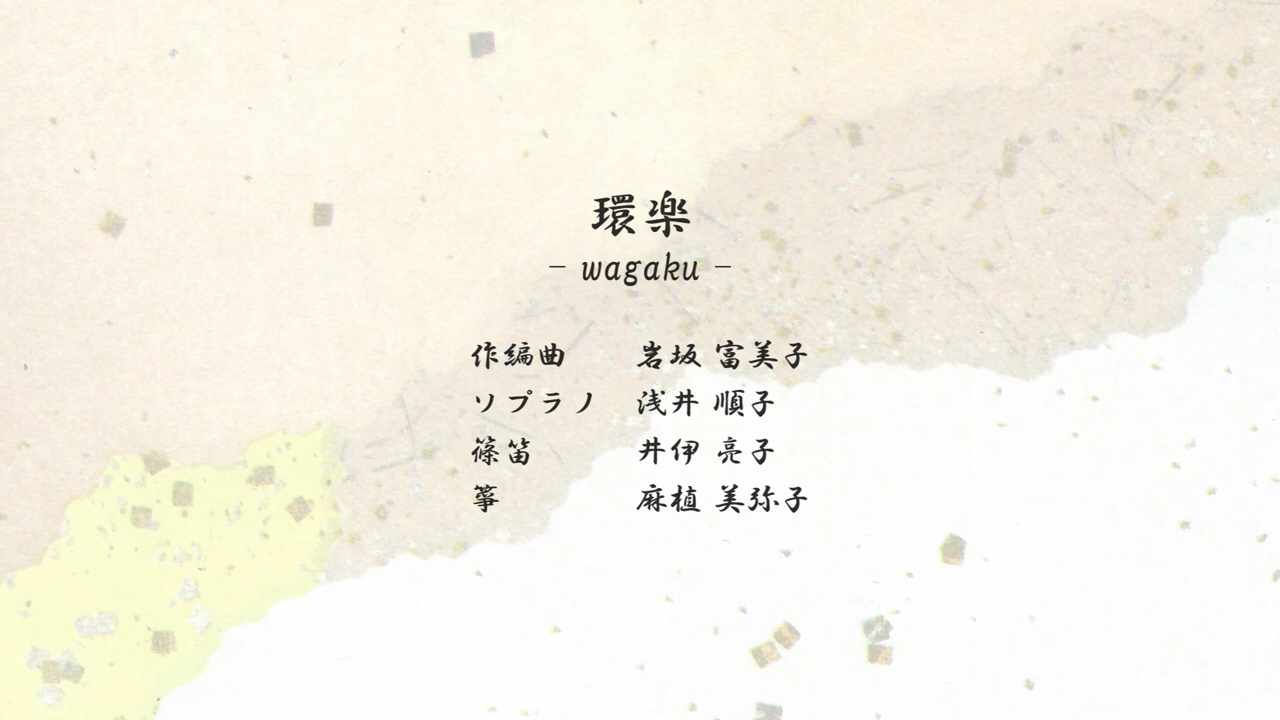 環楽
– wagaku –
作編曲 岩坂 富美子
ソプラノ 浅井 順子
篠笛 井伊 亮子
箏 麻植 美弥子